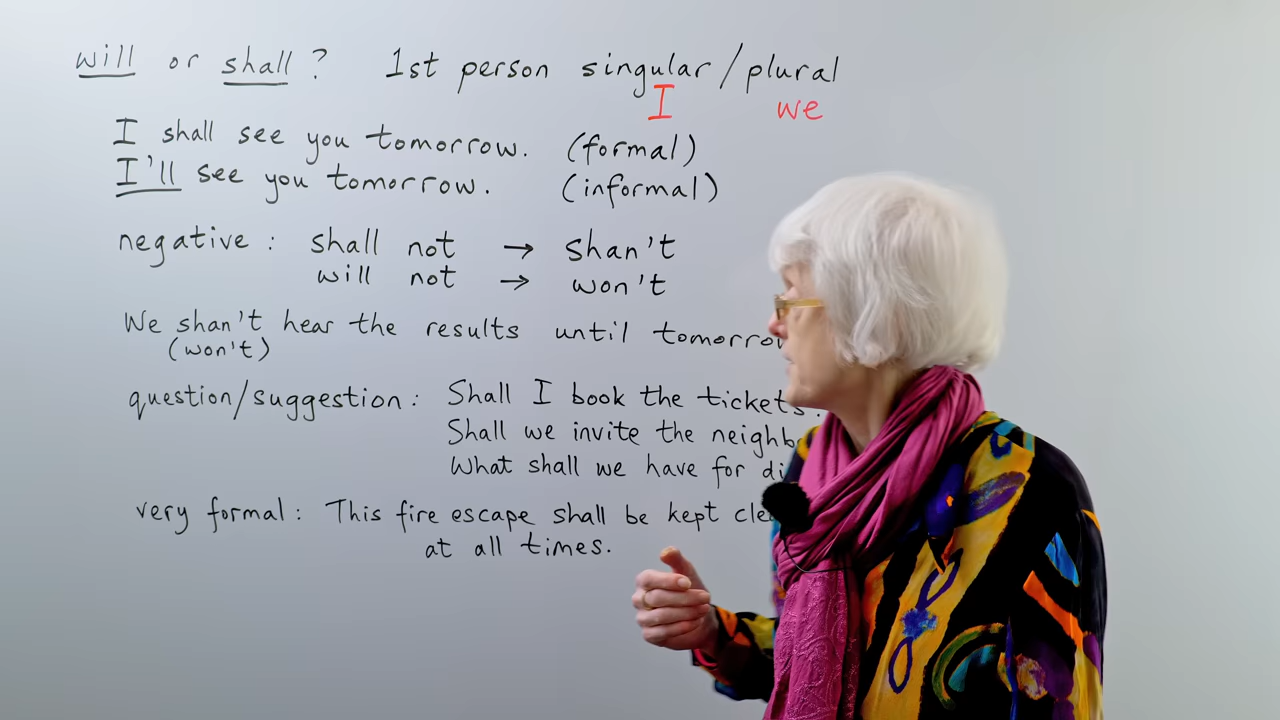 will or shall ? 1st person singular / plural
I we
I shall see you tomorrow. (formal)
I'll see you tomorrow. (informal)
negative : shall not → shan't
will not → won't
We shan't hear the results until
(won't)
question/suggestion : Shall I book the tickets
Shall we invite the
What shall we have for
very formal : This fire escape shall be kept
at all times.